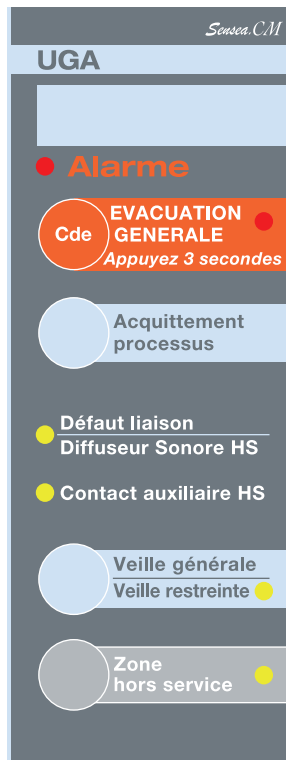 Sensea.CM
UGA
Alarme
Cde
EVACUATION
GENERALE
Appuyez 3 secondes
Acquittement
processus
Défaut liaison
Diffuseur Sonore HS
Contact auxiliaire HS
Veille générale
Veille restreinte
Zone
hors service